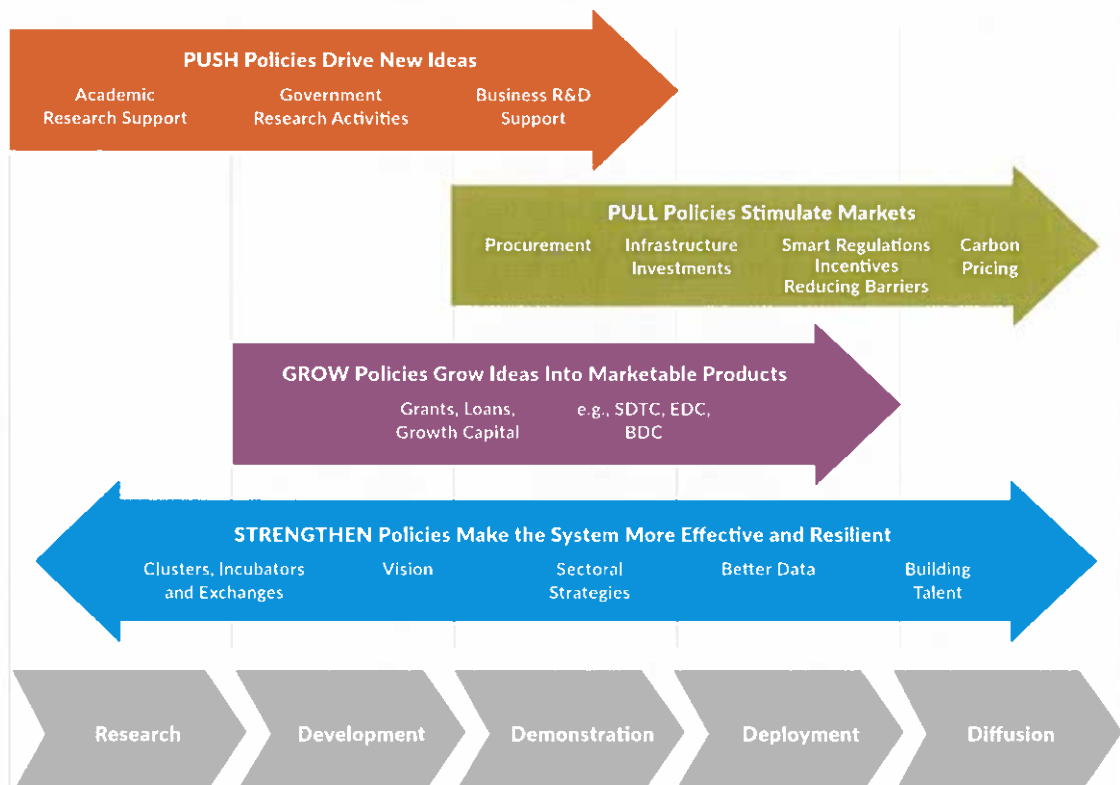 PUSH Policies Drive New Ideas
Academic
Research Support
Government
Research Activities
Business R&D
Support
PULL Policies Stimulate Markets
Procurement
Infrastructure
Investments
Smart Regulations
Incentives
Reducing Barriers
Carbon
Pricing
GROW Policies Grow Ideas Into Marketable Products
Grants, Loans,
Growth Capital
e.g., SDTC, EDC,
BDC
STRENGTHEN Policies Make the System More Effective and Resilient
Clusters, Incubators
and Exchanges
Vision
Sectoral
Strategies
Better Data
Building
Talent
Research
Development
Demonstration
Deployment
Diffusion